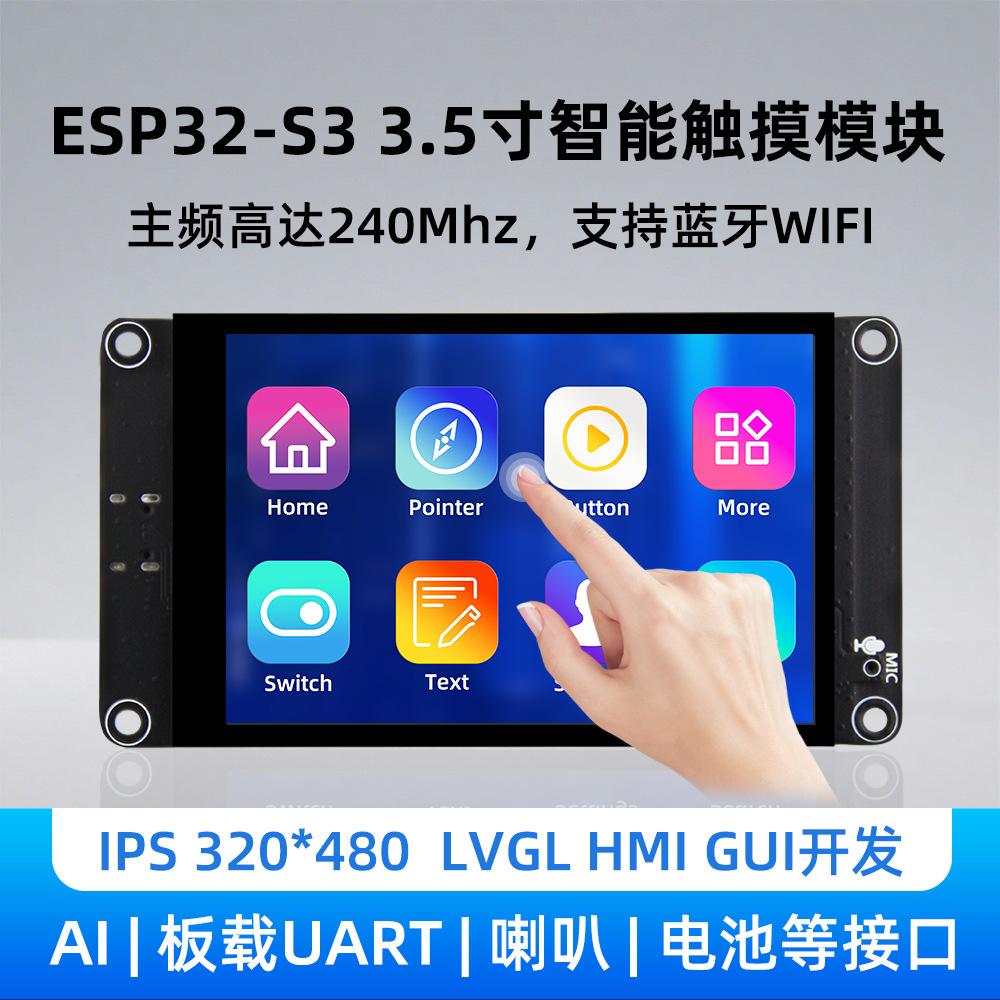 ESP32-S3 3.5寸智能触摸模块
主频高达240Mhz，支持蓝牙WIFI
Home
Pointer
utton
More
Switch
Text
MIC
IPS 320*480 LVGL HMI GUI开发
AI | 板载UART | 喇叭 | 电池等接口